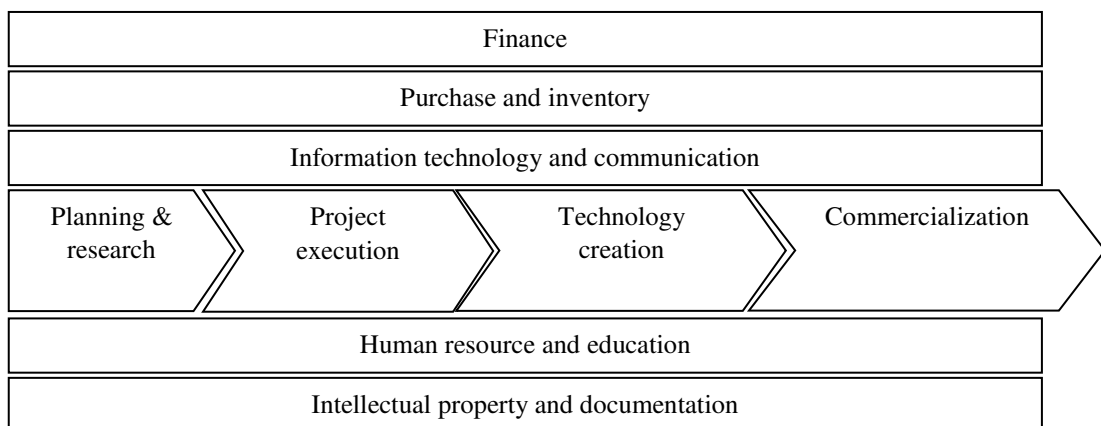 Finance
Purchase and inventory
Information technology and communication
Planning &
research
Project
execution
Technology
creation
Commercialization
Human resource and education
Intellectual property and documentation